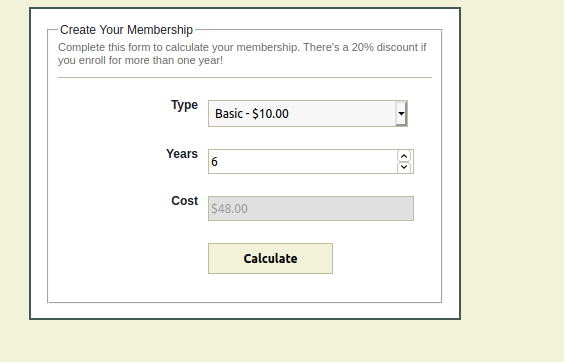 Create Your Membership
Complete this form to calculate your membership. There's a 20% discount if
you enroll for more than one year!
Type
Basic - $10.00
Years
6
Cost
$48.00
Calculate